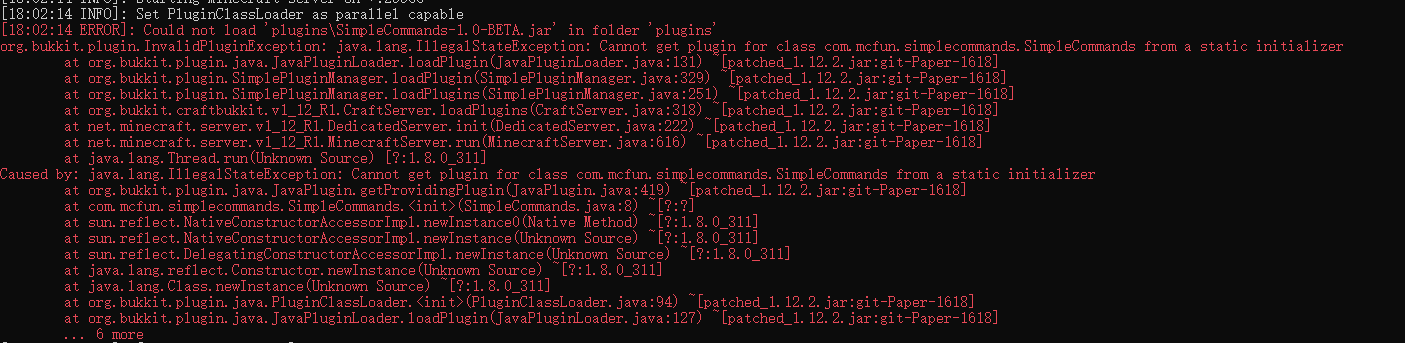 [18:02:14 INFO]: Set PluginClassLoader as parallel capable
[18:02:14 ERROR]: Could not load 'plugins\SimpleCommands-1.0-BETA.jar' in folder 'plugins'
org.bukkit.plugin.InvalidPluginException: java.lang.IllegalStateException: Cannot get plugin for class com.mcfun.simplecommands.SimpleCommands from a static initializer
at org.bukkit.plugin.java.JavaPluginLoader.loadPlugin(JavaPluginLoader.java:131) ~[patched_1.12.2.jar:git-Paper-1618]
at org.bukkit.plugin.SimplePluginManager.loadPlugin(SimplePluginManager.java:329) ~[patched_1.12.2.jar:git-Paper-1618]
at org.bukkit.plugin.SimplePluginManager.loadPlugins(SimplePluginManager.java:251) ~[patched_1.12.2.jar:git-Paper-1618]
at org.bukkit.craftbukkit.v1_12_R1.CraftServer.loadPlugins(CraftServer.java:318) ~[patched_1.12.2.jar:git-Paper-1618]
at net.minecraft.server.v1_12_R1.DedicatedServer.init(DedicatedServer.java:222) ~[patched_1.12.2.jar:git-Paper-1618]
at net.minecraft.server.v1_12_R1.MinecraftServer.run(MinecraftServer.java:616) ~[patched_1.12.2.jar:git-Paper-1618]
at java.lang.Thread.run(Unknown Source) [?:1.8.0_311]
Caused by: java.lang.IllegalStateException: Cannot get plugin for class com.mcfun.simplecommands.SimpleCommands from a static initializer
at org.bukkit.plugin.java.JavaPlugin.getProvidingPlugin(JavaPlugin.java:419) ~[patched_1.12.2.jar:git-Paper-1618]
at com.mcfun.simplecommands.SimpleCommands.<init>(SimpleCommands.java:8) ~[?:?]
at sun.reflect.NativeConstructorAccessorImpl.newInstance0(Native Method) ~[?:1.8.0_311]
at sun.reflect.NativeConstructorAccessorImpl.newInstance(Unknown Source) ~[?:1.8.0_311]
at sun.reflect.DelegatingConstructorAccessorImpl.newInstance(Unknown Source) ~[?:1.8.0_311]
at java.lang.reflect.Constructor.newInstance(Unknown Source) ~[?:1.8.0_311]
at java.lang.Class.newInstance(Unknown Source) ~[?:1.8.0_311]
at org.bukkit.plugin.java.PluginClassLoader.<init>(PluginClassLoader.java:94) ~[patched_1.12.2.jar:git-Paper-1618]
at org.bukkit.plugin.java.JavaPluginLoader.loadPlugin(JavaPluginLoader.java:127) ~[patched_1.12.2.jar:git-Paper-1618]
... 6 more